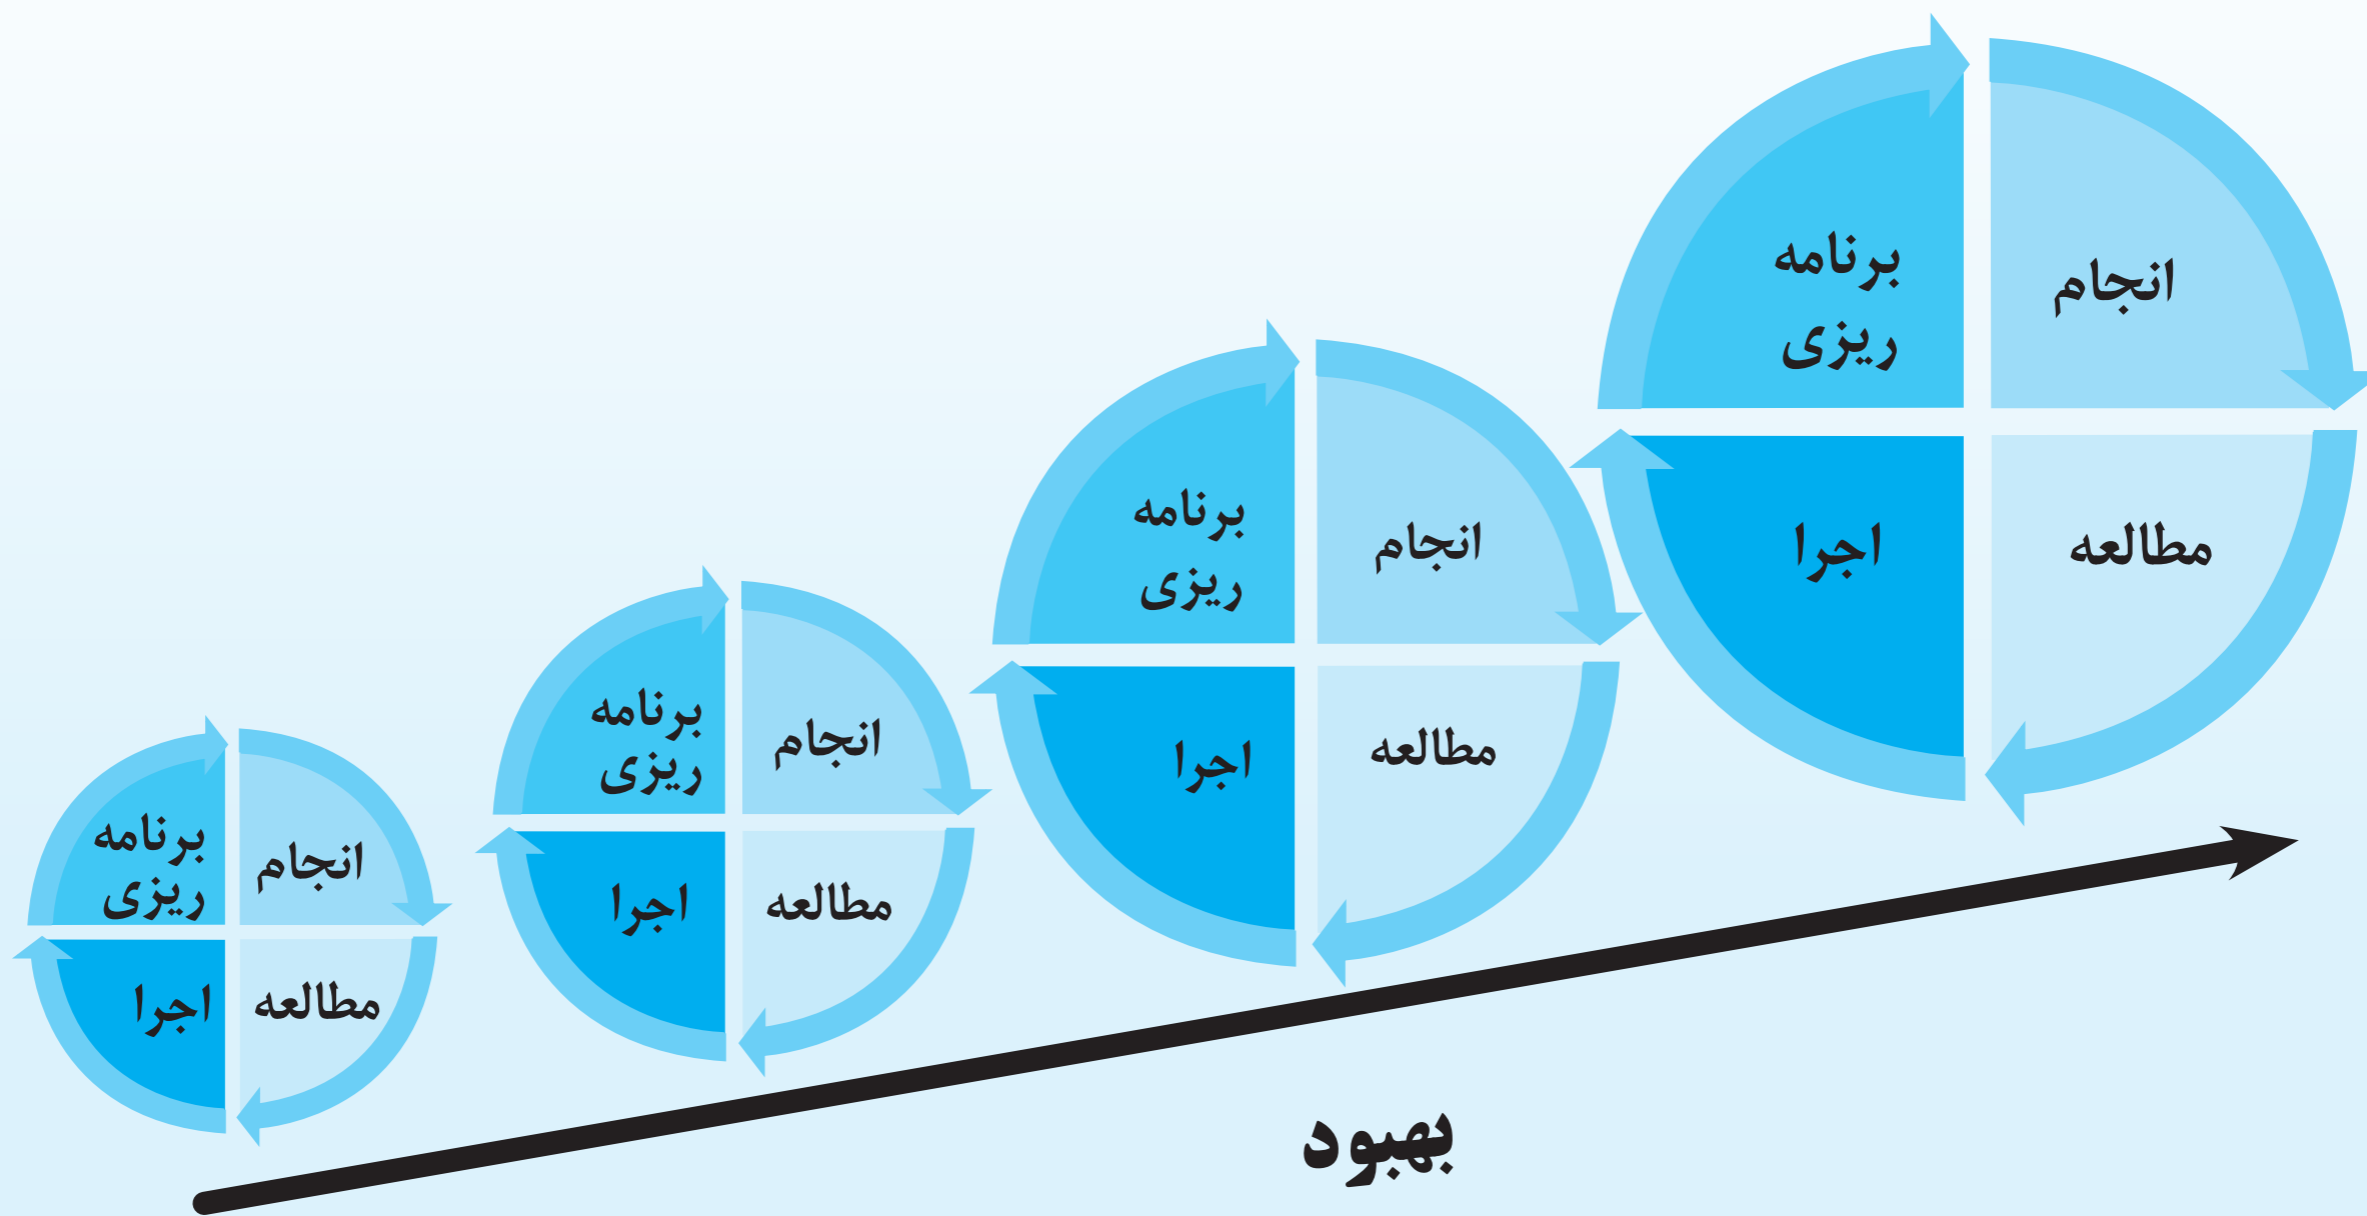 برنامه
ریزی
انجام
مطالعه
اجرا
برنامه
ریزی
انجام
مطالعه
اجرا
برنامه
ریزی
انجام
مطالعه
اجرا
برنامه
ریزی
انجام
مطالعه
اجرا
بهبود